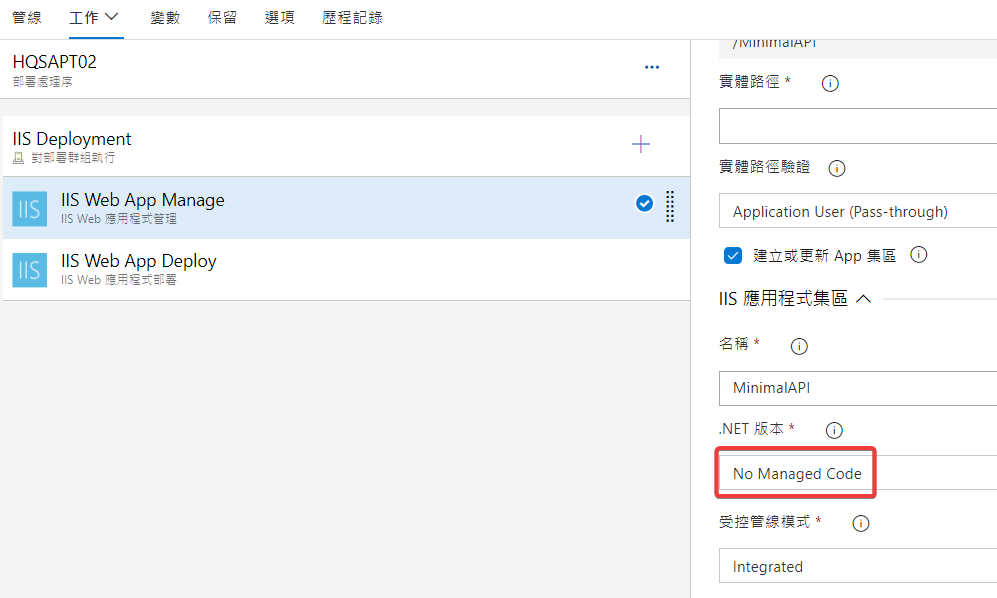 管線 工作 變數 保留 選項 歷程記錄
HQSAPT02
部署處理序
IIS Deployment
對部署群組執行
IIS
IIS Web App Manage
IIS Web 應用程式管理
IIS
IIS Web App Deploy
IIS Web 應用程式部署
/MinimalAPI
實體路徑 *
實體路徑驗證
Application User (Pass-through)
建立或更新 App 集區
IIS 應用程式集區
名稱 *
MinimalAPI
.NET 版本 *
No Managed Code
受控管線模式 *
Integrated